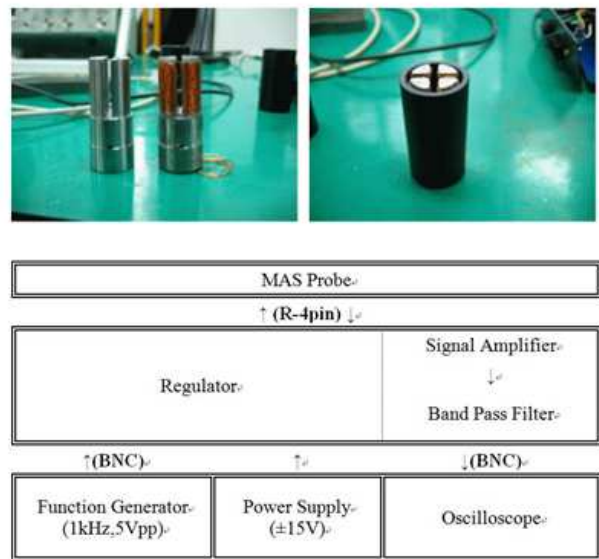 MAS Probe
↑ (R-4pin) ↓
Regulator
Signal Amplifier
↓
Band Pass Filter
↑(BNC)
↑
↓(BNC)
Function Generator
(1kHz,5Vpp)
Power Supply
(±15V)
Oscilloscope